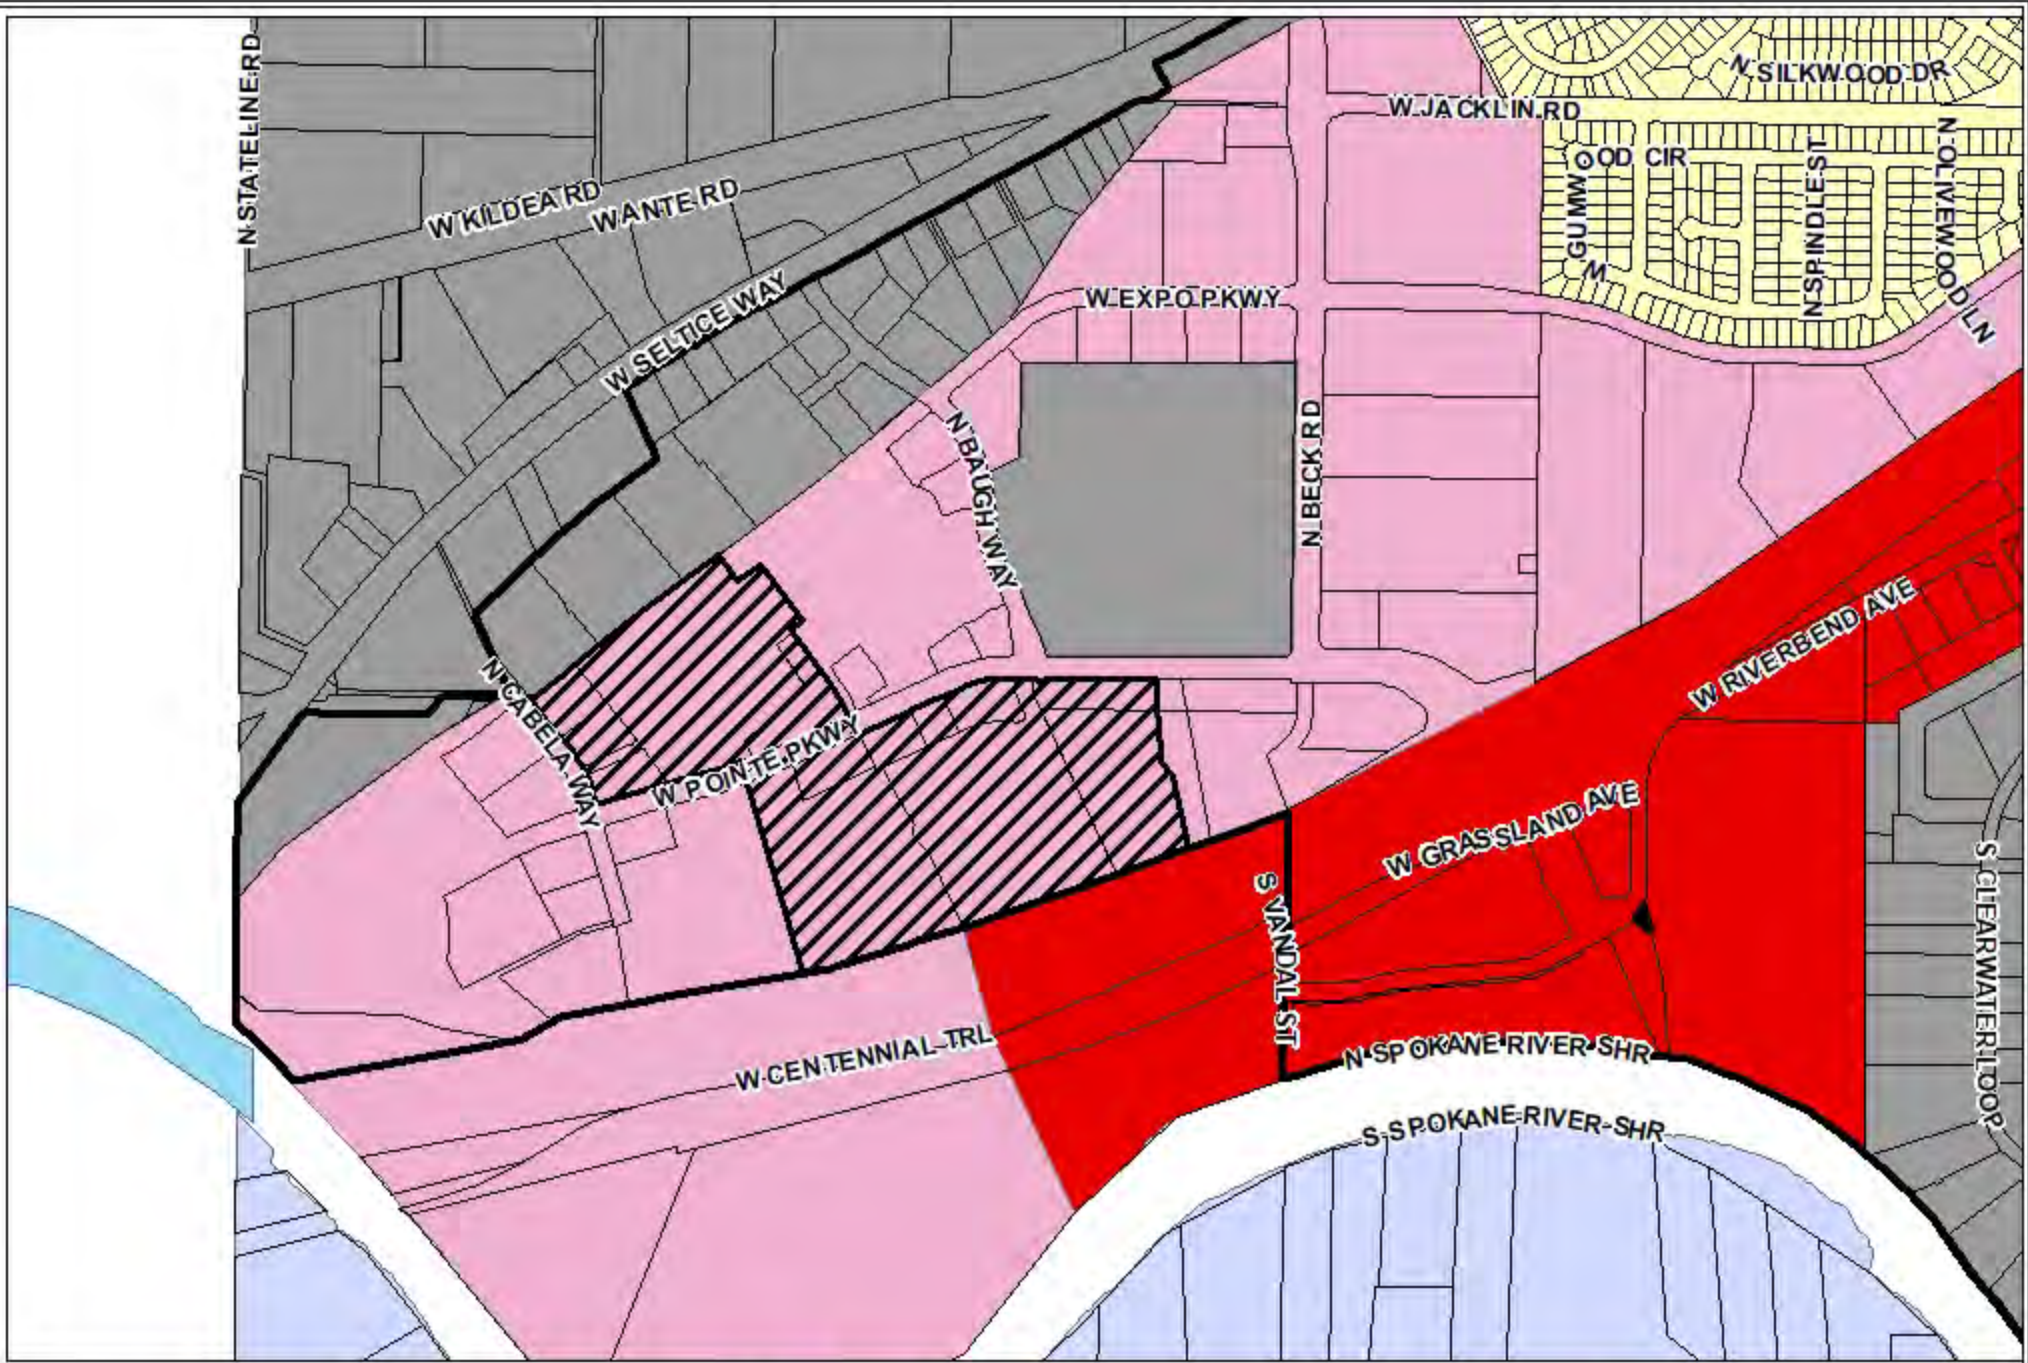 N STATELINE RD
N SILKWOOD DR
W JACKLIN RD
W GUMWOOD CIR
N SPINDLE ST
N OLIVEWOOD LN
W KILDEA RD
W ANTE RD
W SELTICE WAY
W EXPO PKWY
N BAUGH WAY
N BECK RD
W RIVERBEND AVE
N CABELA WAY
W POINTE PKWY
W GRASSLAND AVE
S VANDAL ST
S CLEARWATER LOOP
W CENTENNIAL TRL
N SPOKANE RIVER SHR
S SPOKANE RIVER SHR